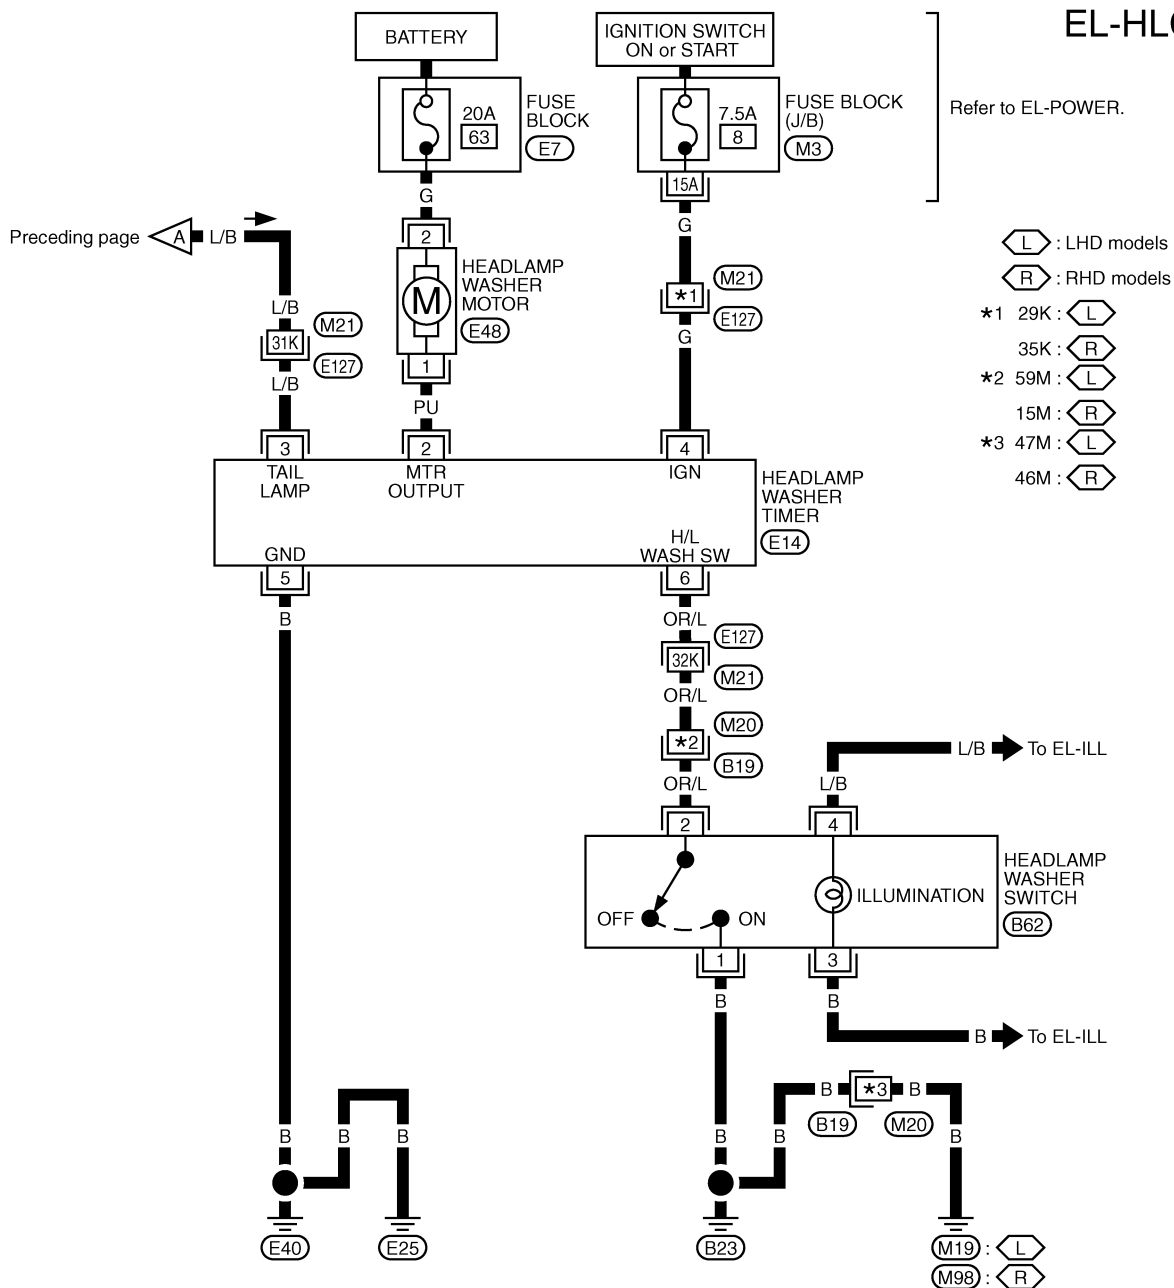 EL-HL
BATTERY
IGNITION SWITCH
ON or START
20A
63
FUSE
BLOCK
E7
7.5A
8
FUSE BLOCK
(J/B)
M3
Refer to EL-POWER.
15A
G
G
Preceding page
A
L/B
2
HEADLAMP
WASHER
MOTOR
M
E48
L : LHD models
R : RHD models
*1 29K : L
35K : R
*2 59M : L
15M : R
*3 47M : L
46M : R
L/B
31K
M21
E127
L/B
M21
*1
E127
G
1
PU
3
2
4
TAIL
LAMP
MTR
OUTPUT
IGN
HEADLAMP
WASHER
TIMER
E14
GND
H/L
WASH SW
5
6
B
OR/L
E127
32K
M21
OR/L
M20
*2
B19
OR/L
L/B
To EL-ILL
L/B
2
4
OFF
ON
ILLUMINATION
HEADLAMP
WASHER
SWITCH
B62
1
3
B
B
B
To EL-ILL
B
*3
B
B19
M20
B
B
B
B
B
B
E40
E25
B23
M19 : L
M98 : R